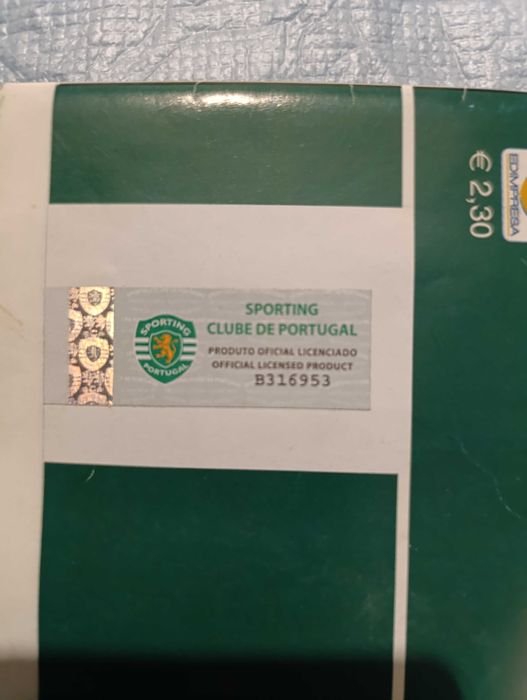 SPORTING
CLUBE DE PORTUGAL
PRODUTO OFICIAL LICENCIADO
OFFICIAL LICENSED PRODUCT
B316953
SPORTING
PORTUGAL
€ 2,30
EDIMPRESA